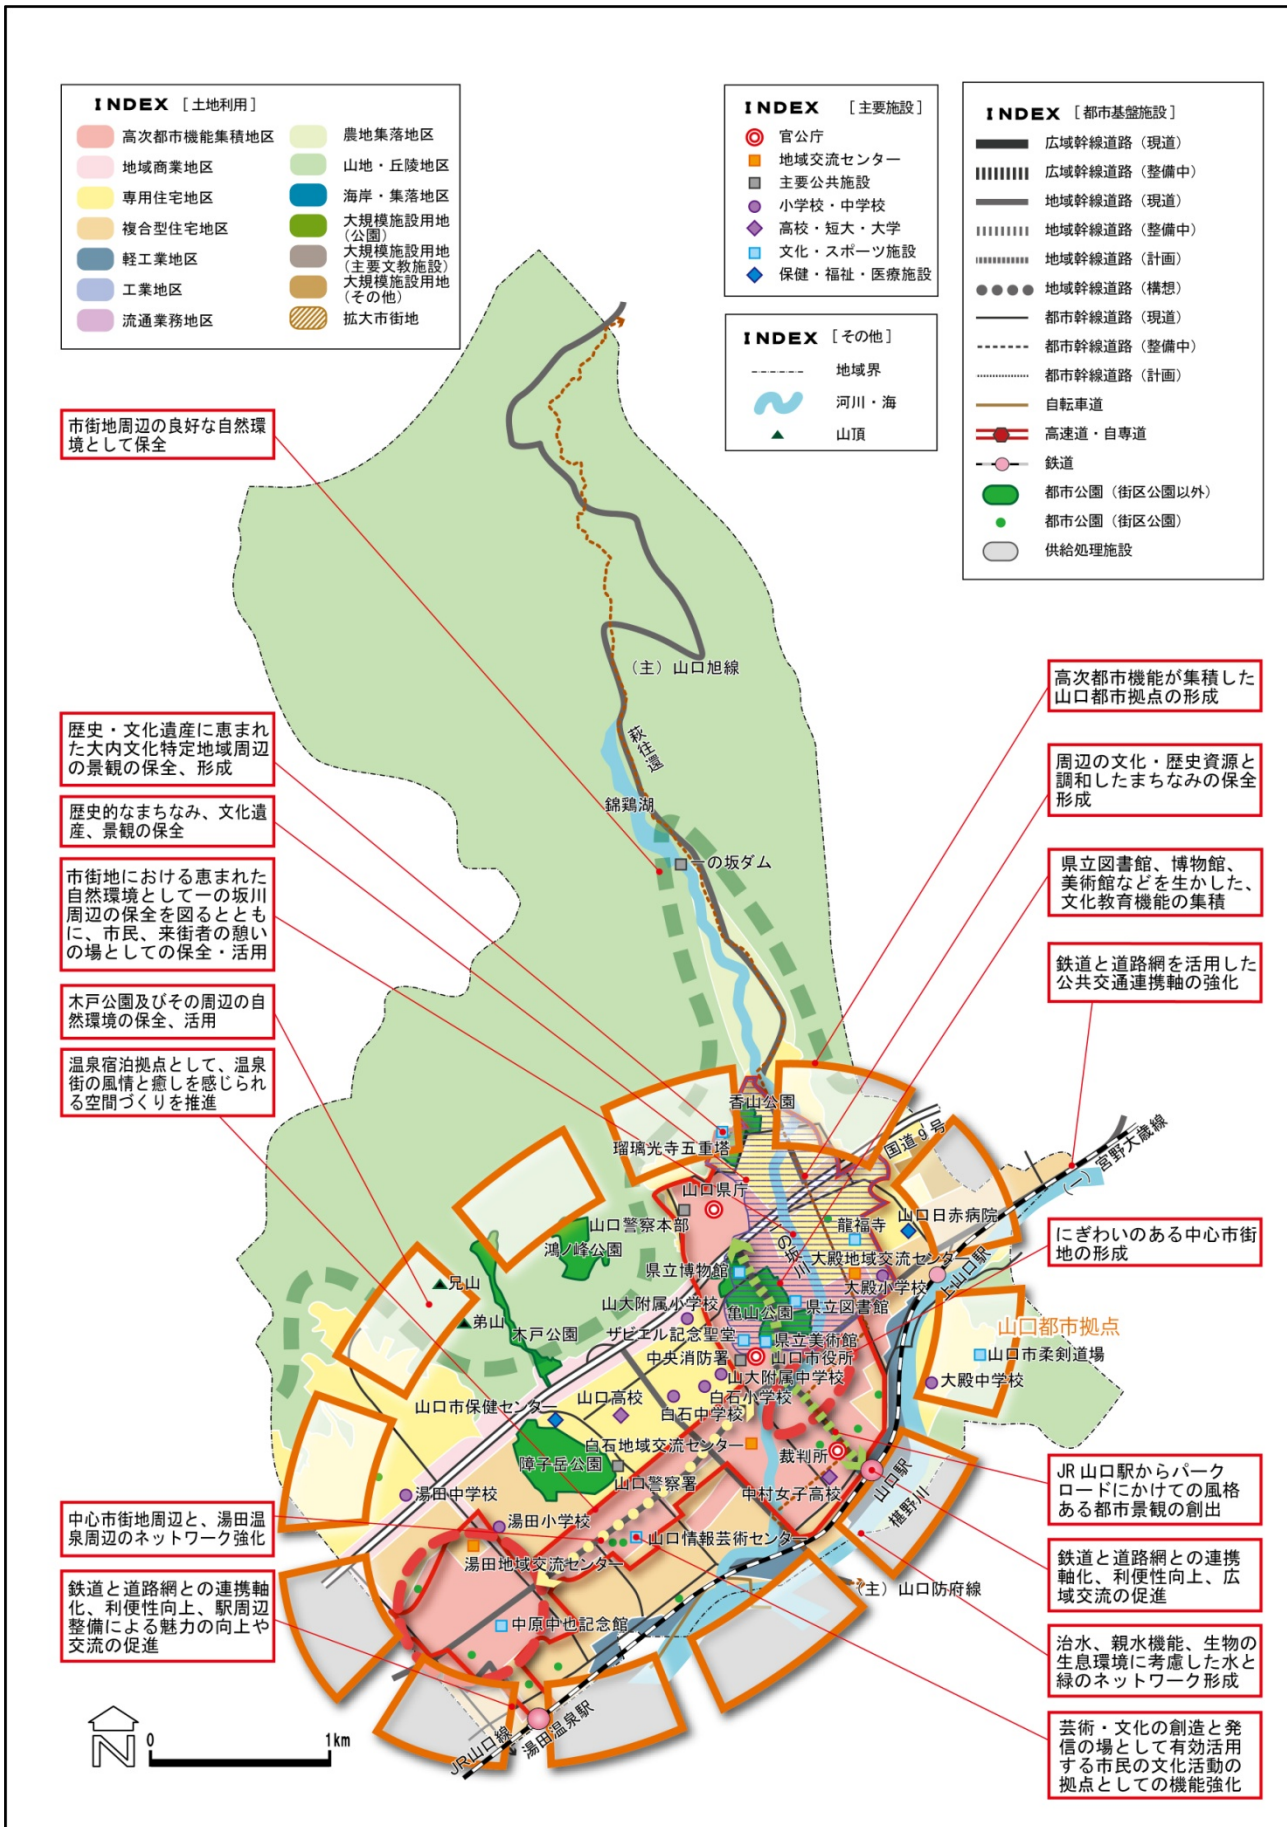 INDEX ［土地利用］
高次都市機能集積地区
地域商業地区
専用住宅地区
複合型住宅地区
軽工業地区
工業地区
流通業務地区
農地集落地区
山地・丘陵地区
海岸・集落地区
大規模施設用地
（公園）
大規模施設用地
（主要文教施設）
大規模施設用地
（その他）
拡大市街地
INDEX ［主要施設］
官公庁
地域交流センター
主要公共施設
小学校・中学校
高校・短大・大学
文化・スポーツ施設
保健・福祉・医療施設
INDEX ［その他］
地域界
河川・海
山頂
INDEX ［都市基盤施設］
広域幹線道路（現道）
広域幹線道路（整備中）
地域幹線道路（現道）
地域幹線道路（整備中）
地域幹線道路（計画）
地域幹線道路（構想）
都市幹線道路（現道）
都市幹線道路（整備中）
都市幹線道路（計画）
自転車道
高速道・自専道
鉄道
都市公園（街区公園以外）
都市公園（街区公園）
供給処理施設
市街地周辺の良好な自然環
境として保全
歴史・文化遺産に恵まれ
た大内文化特定地域周辺
の景観の保全、形成
歴史的なまちなみ、文化遺
産、景観の保全
市街地における恵まれた
自然環境として一の坂川
周辺の保全を図るととも
に、市民、来街者の憩い
の場としての保全・活用
木戸公園及びその周辺の自
然環境の保全、活用
温泉宿泊拠点として、温泉
街の風情と癒しを感じられ
る空間づくりを推進
中心市街地周辺と、湯田温
泉周辺のネットワーク強化
鉄道と道路網との連携軸
化、利便性向上、駅周辺
整備による魅力の向上や
交流の促進
高次都市機能が集積した
山口都市拠点の形成
周辺の文化・歴史資源と
調和したまちなみの保全
形成
県立図書館、博物館、
美術館などを生かした、
文化教育機能の集積
鉄道と道路網を活用した
公共交通連携軸の強化
にぎわいのある中心市街
地の形成
JR 山口駅からパーク
ロードにかけての風格
ある都市景観の創出
鉄道と道路網との連携
軸化、利便性向上、広
域交流の促進
治水、親水機能、生物の
生息環境に考慮した水と
緑のネットワーク形成
芸術・文化の創造と発
信の場として有効活用
する市民の文化活動の
拠点としての機能強化
（主）山口旭線
萩往還
錦鶏湖
一の坂ダム
香山公園
瑠璃光寺五重塔
国道9号
（一）宮野大歳線
山口県庁
山口警察本部
鴻ノ峰公園
龍福寺
山口日赤病院
一の坂川
大殿地域交流センター
大殿小学校
上山口駅
県立博物館
亀山公園
県立図書館
兄山
弟山
木戸公園
山大附属小学校
ザビエル記念聖堂
県立美術館
中央消防署
山口市役所
山大附属中学校
白石小学校
白石中学校
山口都市拠点
山口市柔剣道場
大殿中学校
山口高校
山口市保健センター
白石地域交流センター
障子岳公園
山口警察署
裁判所
中村女子高校
山口駅
椹野川
湯田中学校
湯田小学校
湯田地域交流センター
山口情報芸術センター
（主）山口防府線
中原中也記念館
JR山口線
湯田温泉駅
N
0 1km